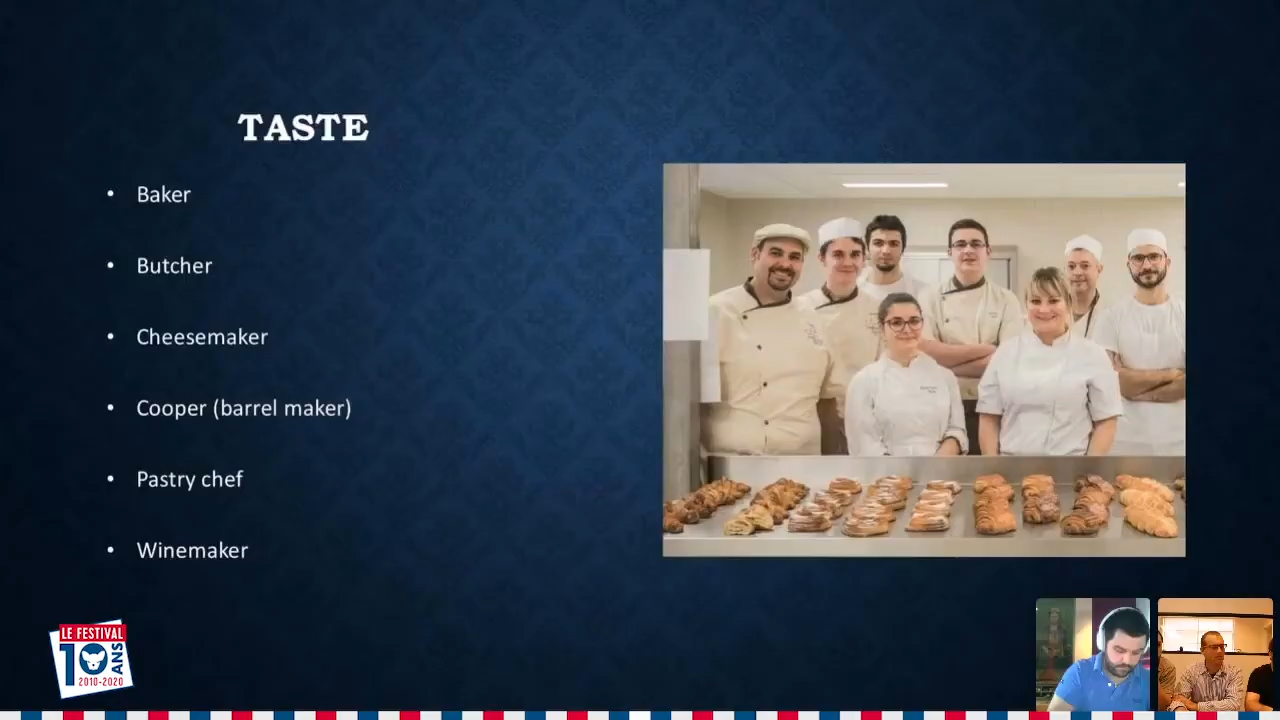 TASTE
• Baker
• Butcher
• Cheesemaker
• Cooper (barrel maker)
• Pastry chef
• Winemaker
LE FESTIVAL
10 ANS
2010-2020